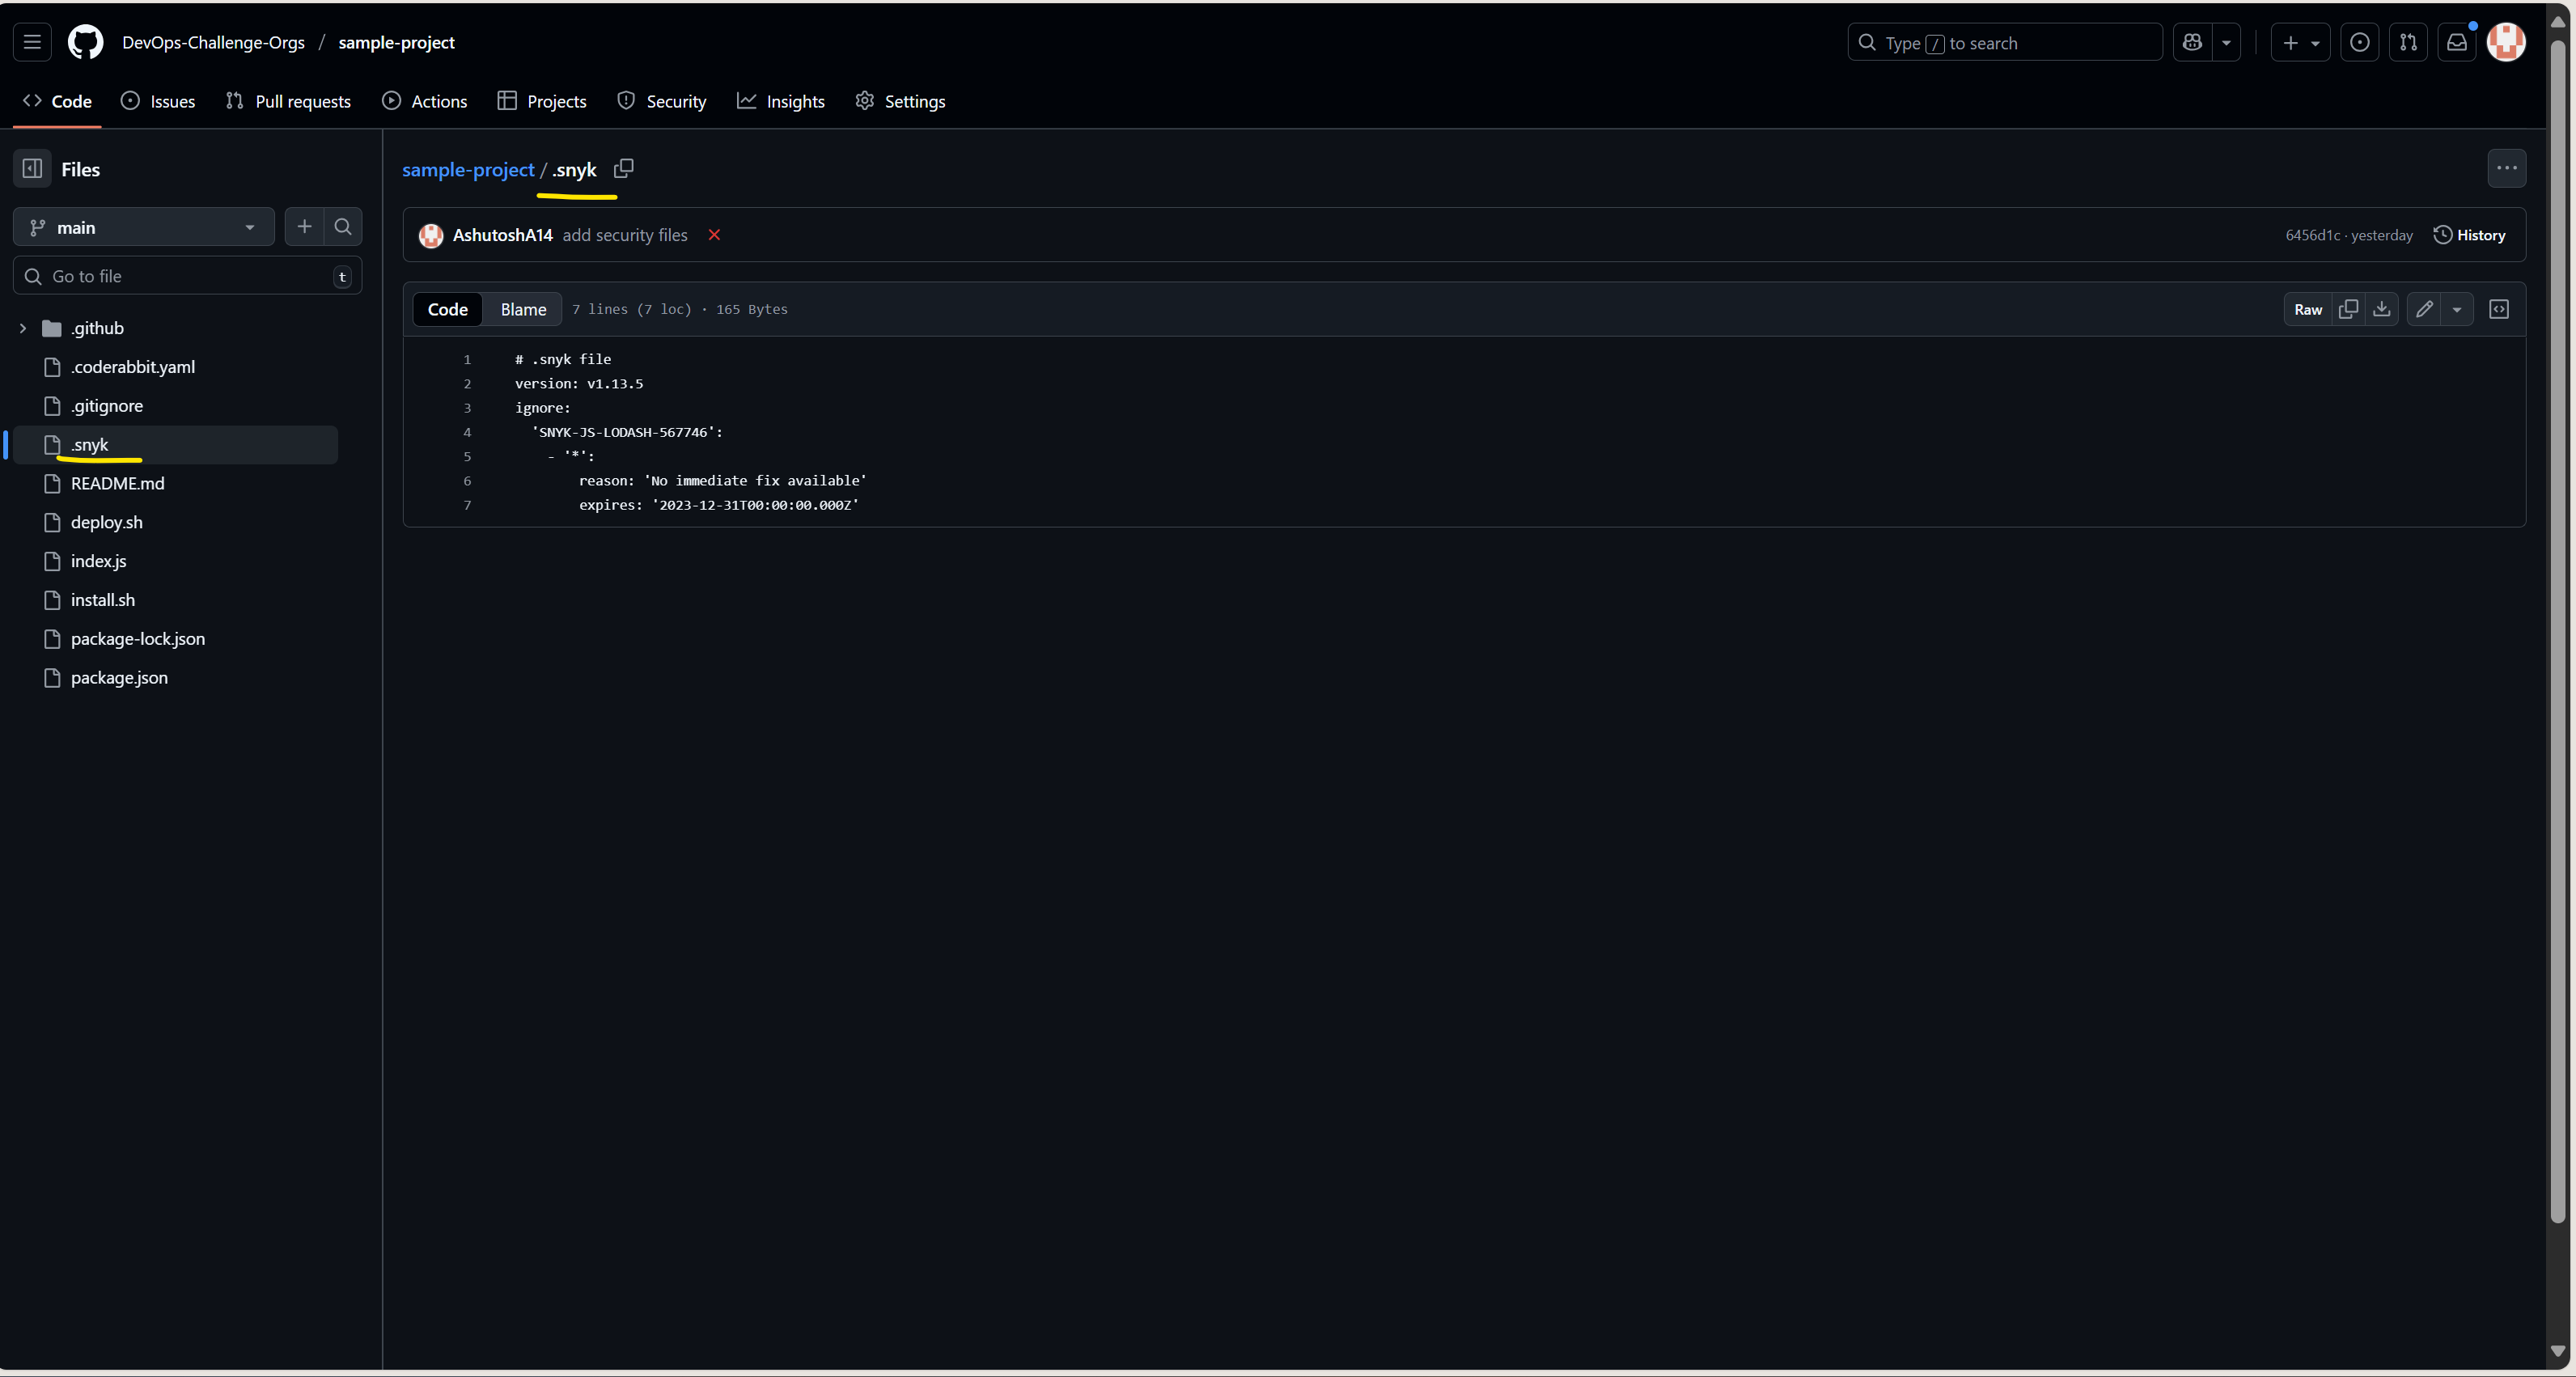 DevOps-Challenge-Orgs / sample-project
Type / to search
Code
Issues
Pull requests
Actions
Projects
Security
Insights
Settings
Files
main
Go to file
t
.github
.coderabbit.yaml
.gitignore
.snyk
README.md
deploy.sh
index.js
install.sh
package-lock.json
package.json
sample-project / .snyk
AshutoshA14 add security files
6456d1c · yesterday
History
Code
Blame
7 lines (7 loc) · 165 Bytes
Raw
1 # .snyk file
2 version: v1.13.5
3 ignore:
4 'SNYK-JS-LODASH-567746':
5 - '*':
6 reason: 'No immediate fix available'
7 expires: '2023-12-31T00:00:00.000Z'